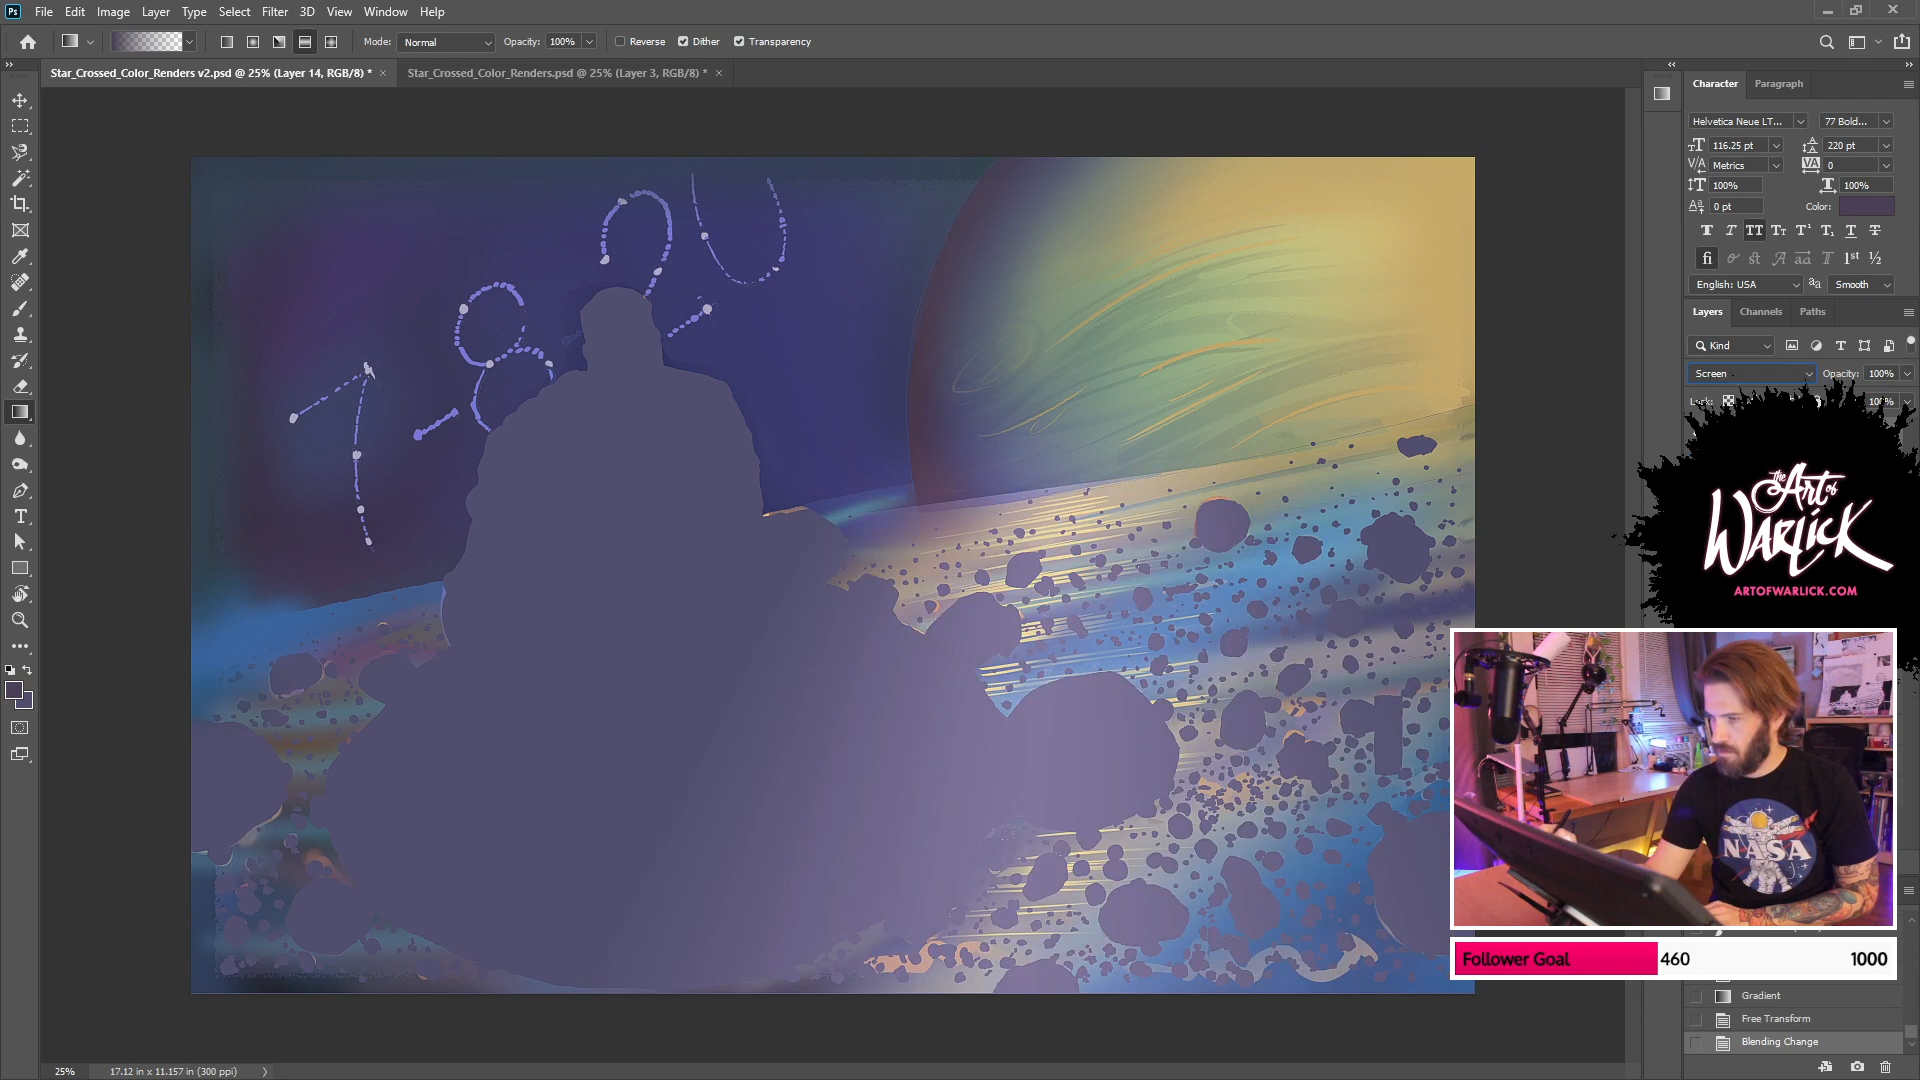 Ps File Edit Image Layer Type Select Filter 3D View Window Help
Mode: Normal Opacity: 100% Reverse Dither Transparency
Star_Crossed_Color_Renders v2.psd @ 25% (Layer 14, RGB/8) * × Star_Crossed_Color_Renders.psd @ 25% (Layer 3, RGB/8) * ×
Character Paragraph
Helvetica Neue LT... 77 Bold...
116.25 pt 220 pt
Metrics 0
100% 100%
0 pt Color:
English: USA aa Smooth
Layers Channels Paths
Kind
Screen Opacity: 100%
Lock: 100%
the Art of
Warlick
ARTOFWARLICK.COM
NASA
Follower Goal 460 1000
Gradient
Free Transform
Blending Change
25% 17.12 in x 11.157 in (300 ppi)